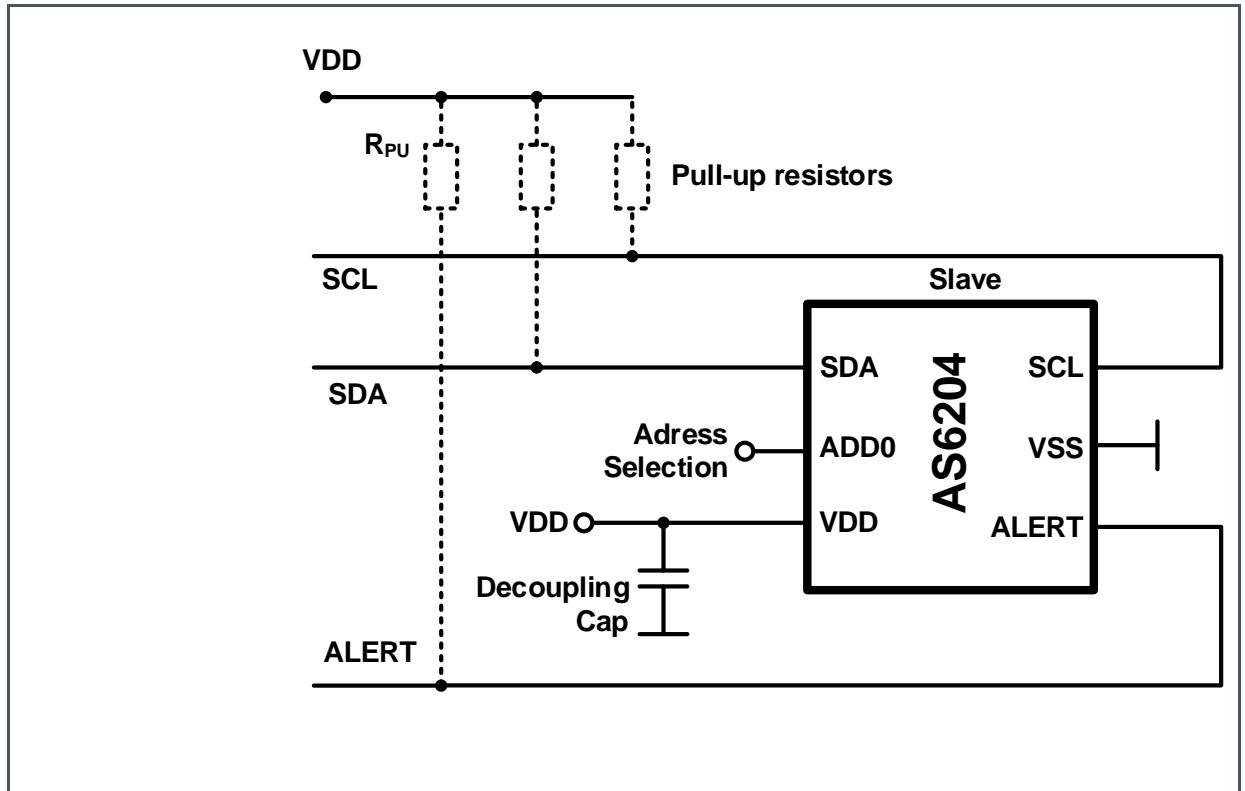 VDD
RPU
Pull-up resistors
SCL
Slave
SDA
SDA
SCL
Adress
Selection
ADD0
VSS
AS6204
VDD
VDD
ALERT
Decoupling
Cap
ALERT